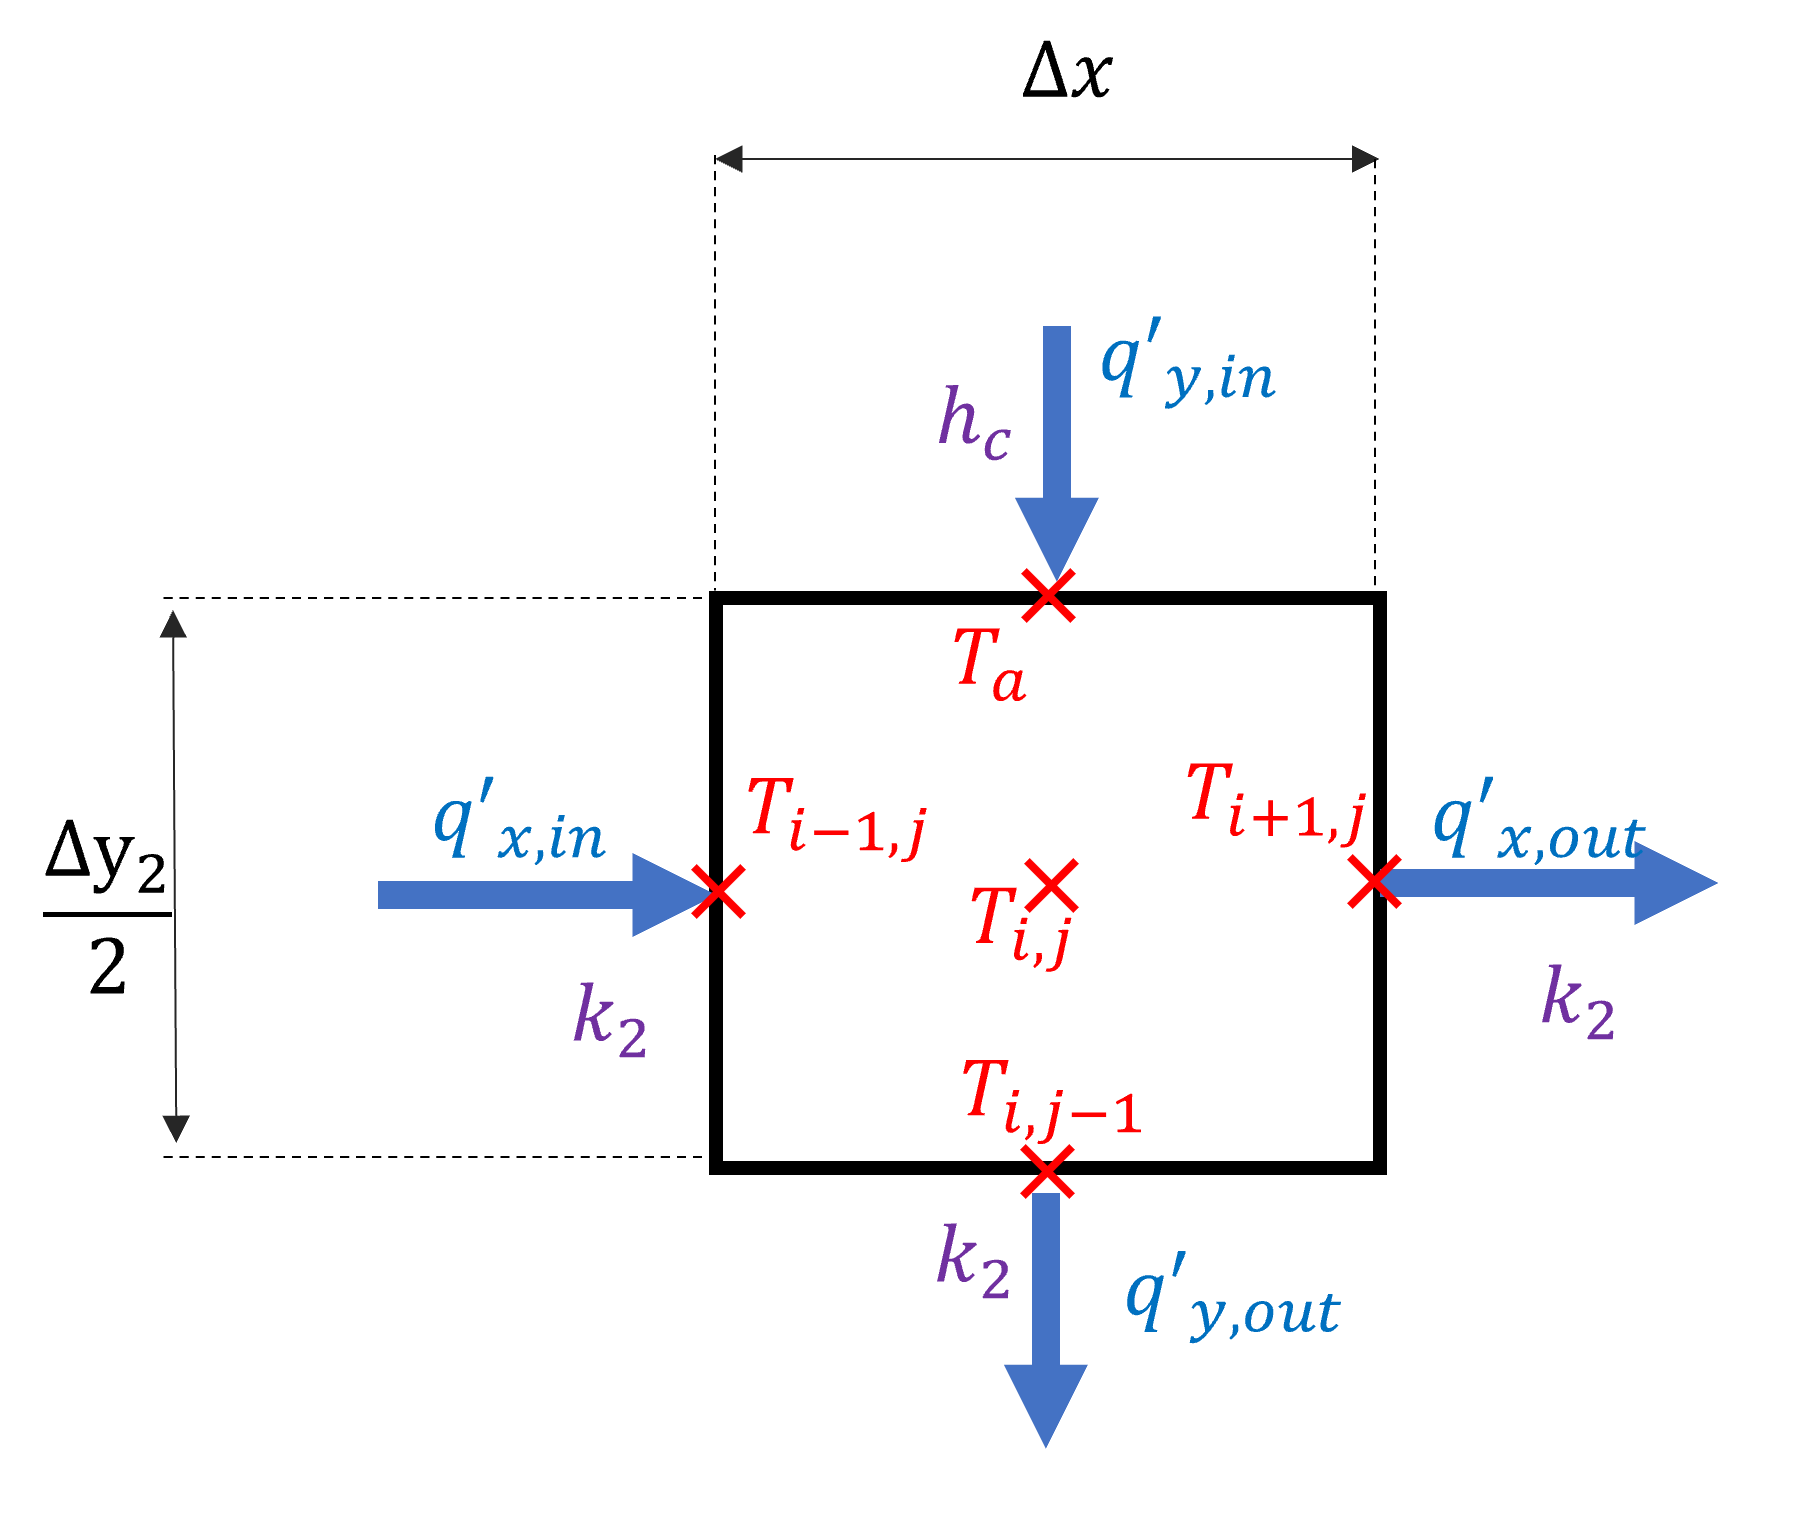 Δx
q′y,in
hc
Ta
Ti−1,j
Ti+1,j
q′x,in
q′x,out
Δy2
2
Ti,j
k2
k2
Ti,j−1
k2
q′y,out